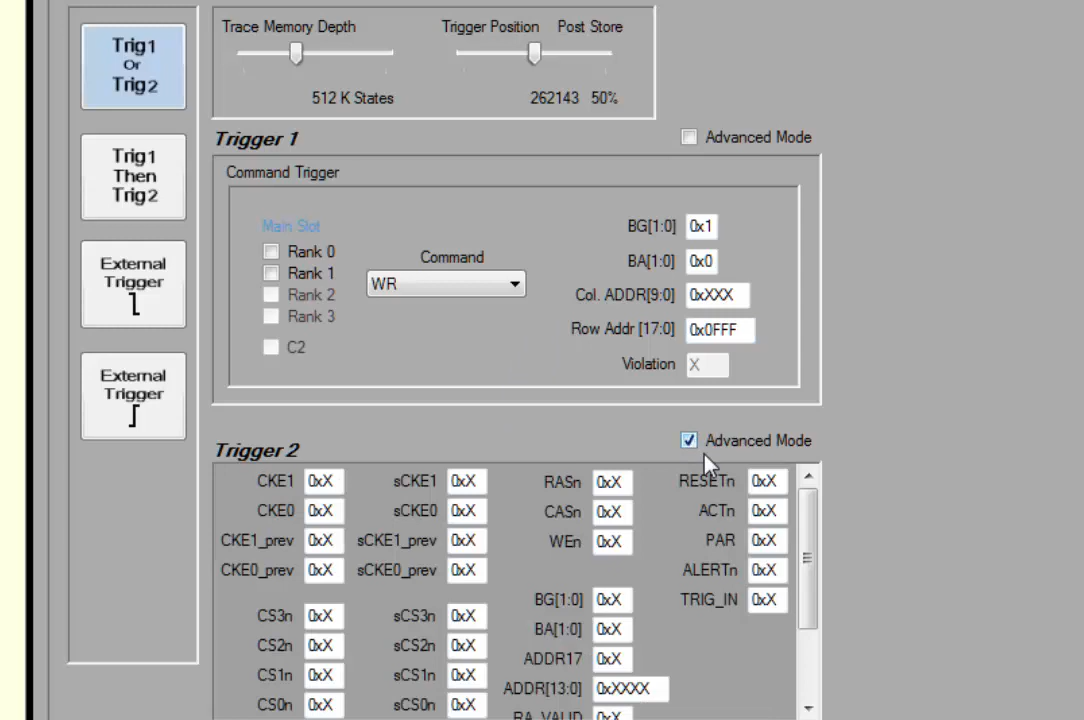 Trig1
Or
Trig2
Trig1
Then
Trig2
External
Trigger
External
Trigger
Trace Memory Depth
Trigger Position Post Store
512 K States
262143 50%
Trigger 1
Advanced Mode
Command Trigger
Main Slot
Rank 0
Rank 1
Rank 2
Rank 3
C2
Command
WR
BG[1:0] 0x1
BA[1:0] 0x0
Col. ADDR[9:0] 0xXXX
Row Addr [17:0] 0x0FFF
Violation X
Trigger 2
Advanced Mode
CKE1 0xX sCKE1 0xX RASn 0xX RESETn 0xX
CKE0 0xX sCKE0 0xX CASn 0xX ACTn 0xX
CKE1_prev 0xX sCKE1_prev 0xX WEn 0xX PAR 0xX
CKE0_prev 0xX sCKE0_prev 0xX ALERTn 0xX
BG[1:0] 0xX TRIG_IN 0xX
CS3n 0xX sCS3n 0xX BA[1:0] 0xX
CS2n 0xX sCS2n 0xX ADDR17 0xX
CS1n 0xX sCS1n 0xX ADDR[13:0] 0xXXXX
CS0n 0xX sCS0n 0xX RA_VALID 0xX